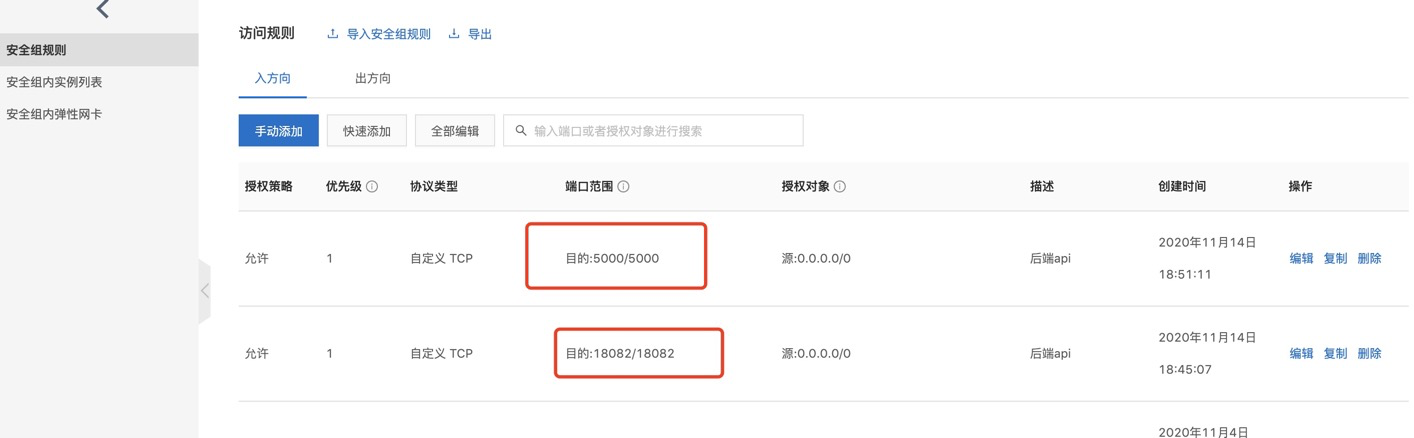 访问规则 导入安全组规则 导出
安全组规则
入方向 出方向
安全组内实例列表
安全组内弹性网卡
手动添加 快速添加 全部编辑 输入端口或者授权对象进行搜索
授权策略 优先级 协议类型 端口范围 授权对象 描述 创建时间 操作
允许 1 自定义 TCP 目的:5000/5000 源:0.0.0.0/0 后端api 2020年11月14日 编辑 复制 删除
18:51:11
允许 1 自定义 TCP 目的:18082/18082 源:0.0.0.0/0 后端api 2020年11月14日 编辑 复制 删除
18:45:07
2020年11月4日